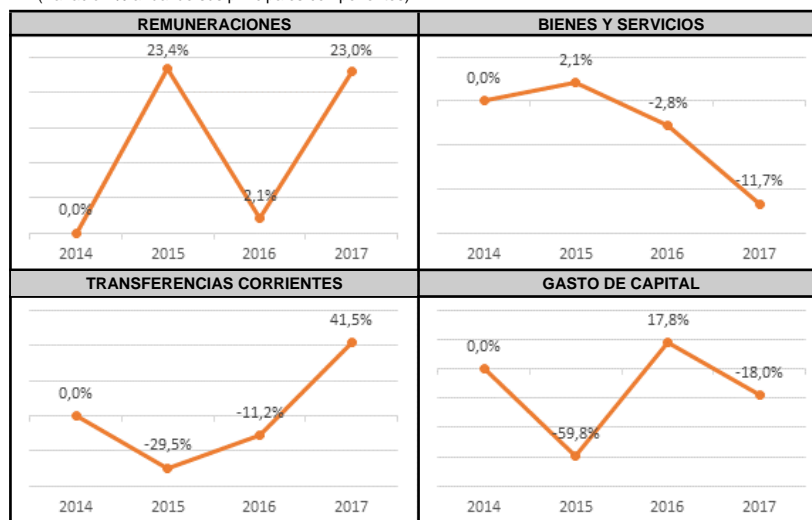 REMUNERACIONES
23,4%
23,0%
2,1%
0,0%
2014 2015 2016 2017
BIENES Y SERVICIOS
2,1%
0,0%
-2,8%
-11,7%
2014 2015 2016 2017
TRANSFERENCIAS CORRIENTES
41,5%
0,0%
-11,2%
-29,5%
2014 2015 2016 2017
GASTO DE CAPITAL
17,8%
0,0%
-18,0%
-59,8%
2014 2015 2016 2017